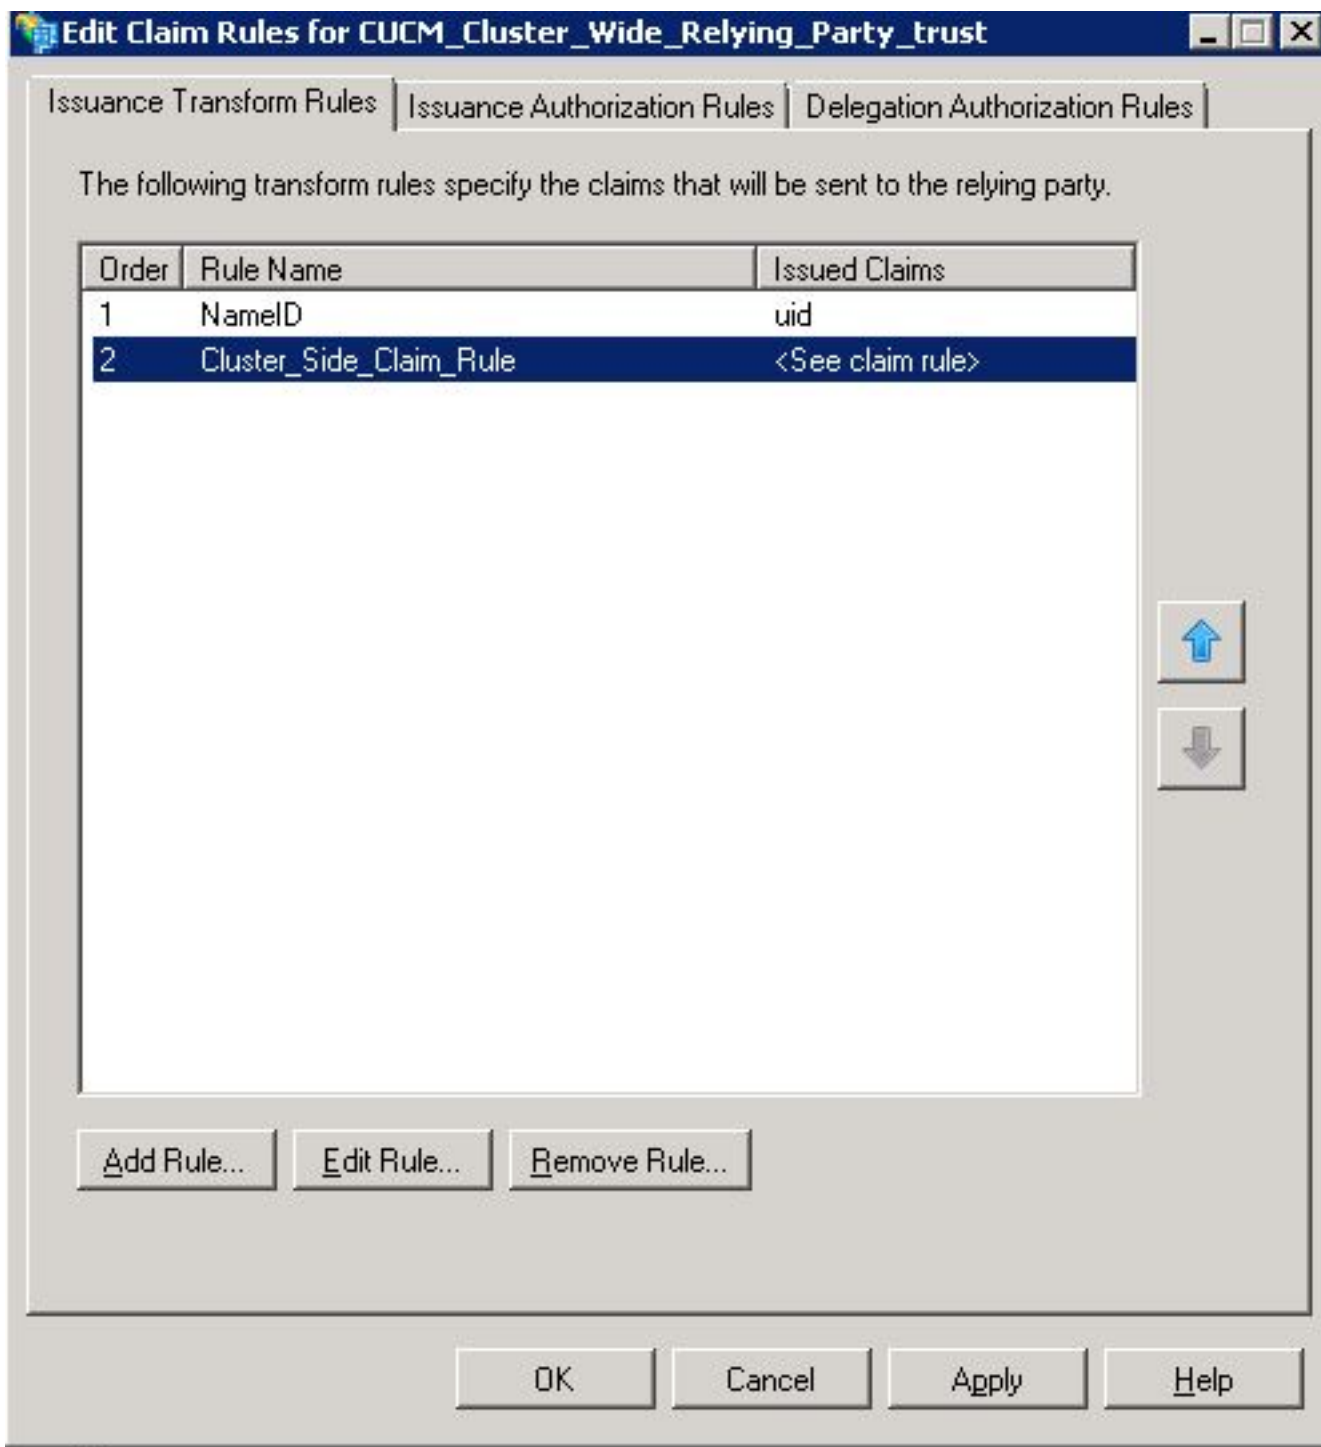 Edit Claim Rules for CUCM_Cluster_Wide_Relying_Party_trust
Issuance Transform Rules Issuance Authorization Rules Delegation Authorization Rules
The following transform rules specify the claims that will be sent to the relying party.
Order Rule Name Issued Claims
1 NameID uid
2 Cluster_Side_Claim_Rule <See claim rule>
Add Rule... Edit Rule... Remove Rule...
OK Cancel Apply Help